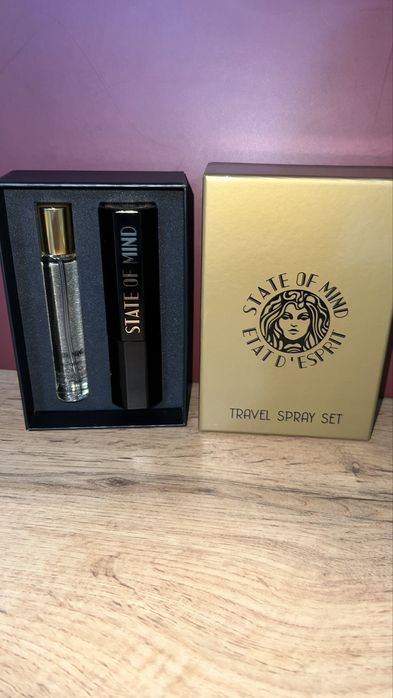 STATE OF MIND
STATE OF MIND
ETAT D'ESPRIT
TRAVEL SPRAY SET